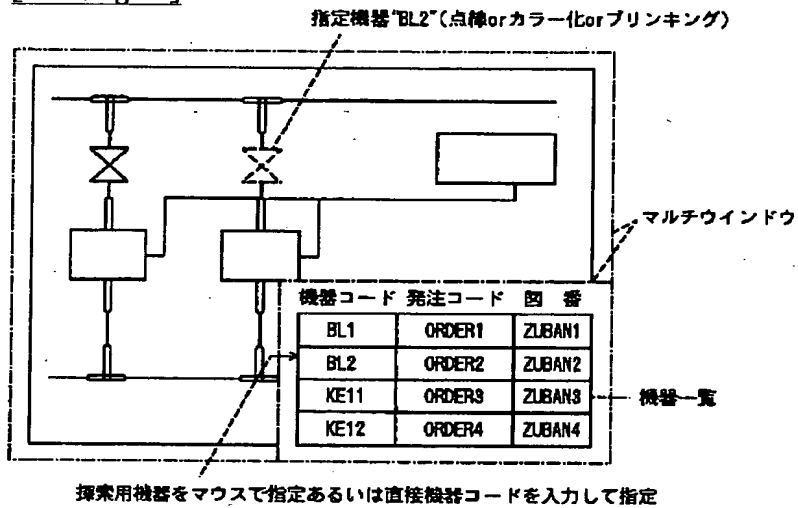 指定機器"BL2"(点線orカラー化orブリンキング)
マルチウインドウ
機器コード 発注コード 図 番
BL1 ORDER1 ZUBAN1
BL2 ORDER2 ZUBAN2
KE11 ORDER3 ZUBAN3
KE12 ORDER4 ZUBAN4
機器一覧
探索用機器をマウスで指定あるいは直接機器コードを入力して指定